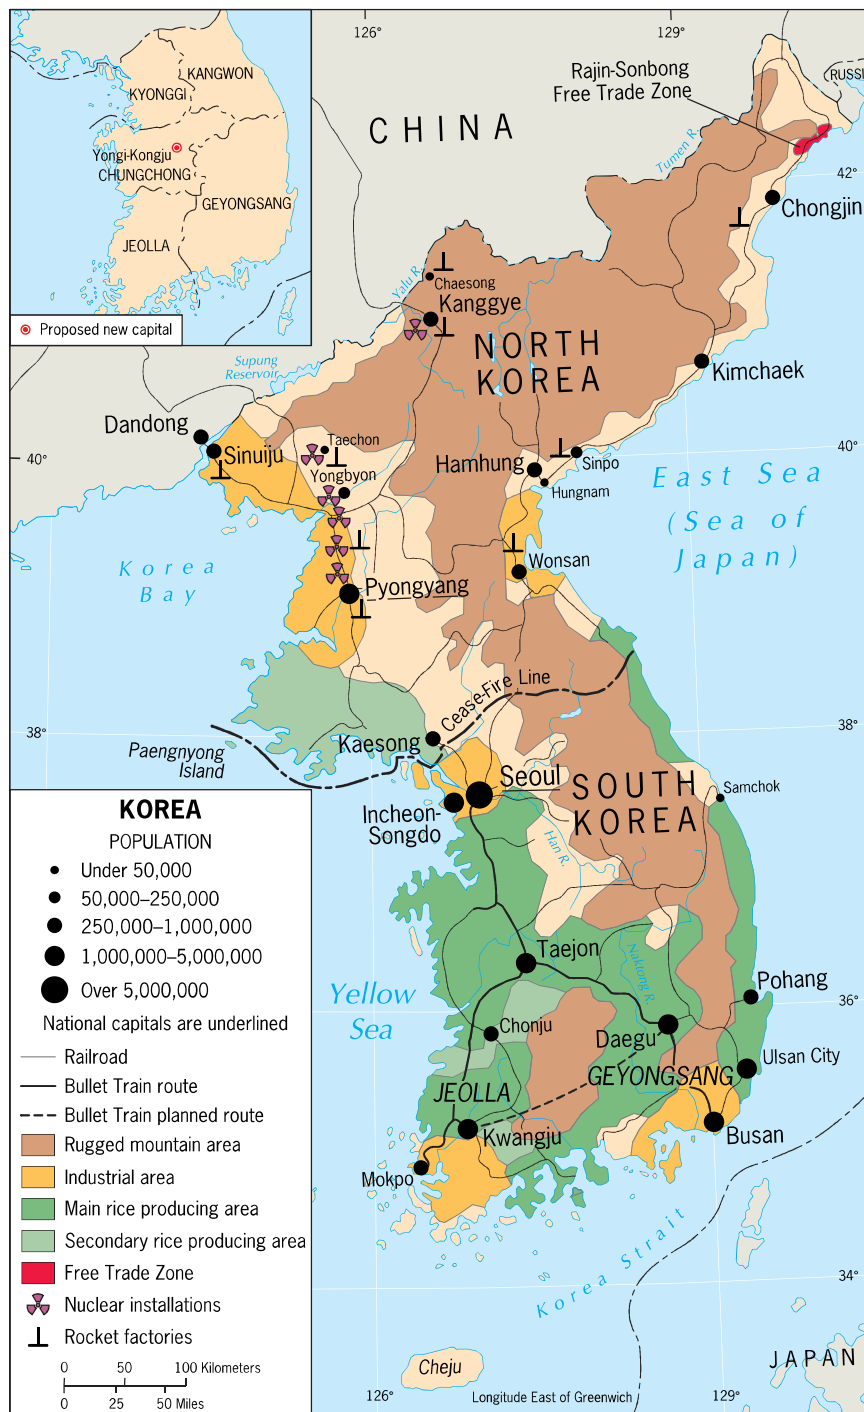 126°
129°
KANGWON
KYONGGI
Yongi-Kongju
CHUNGCHONG
GEYONGSANG
JEOLLA
Proposed new capital
Rajin-Sonbong
Free Trade Zone
CHINA
Tumen R.
42°
Chongjin
Yalu R.
Chaesong
Kanggye
NORTH
KOREA
Kimchaek
Supung
Reservoir
Dandong
Sinuiju
Taechon
Yongbyon
40°
40°
Hamhung
Sinpo
Hungnam
East Sea
(Sea of
Japan)
Korea
Bay
Wonsan
Pyongyang
Cease-Fire Line
38°
38°
Kaesong
Paengnyong
Island
Seoul
SOUTH
KOREA
Samchok
Incheon-
Songdo
Han R.
KOREA
POPULATION
Under 50,000
50,000–250,000
250,000–1,000,000
1,000,000–5,000,000
Over 5,000,000
National capitals are underlined
Railroad
Bullet Train route
Bullet Train planned route
Rugged mountain area
Industrial area
Main rice producing area
Secondary rice producing area
Free Trade Zone
Nuclear installations
Rocket factories
0 50 100 Kilometers
0 25 50 Miles
Taejon
Naktong R.
Pohang
36°
Yellow
Sea
Chonju
Daegu
Ulsan City
JEOLLA
GEYONGSANG
Kwangju
Busan
Mokpo
Korea Strait
34°
Cheju
JAPAN
126°
Longitude East of Greenwich
129°